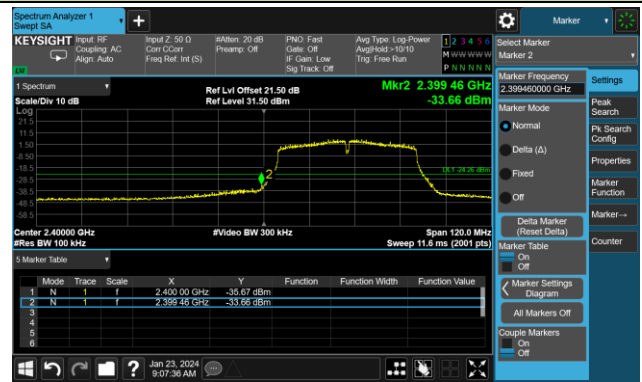 Spectrum Analyzer 1
Swept SA
Marker
KEYSIGHT
Input: RF
Coupling: AC
Align: Auto
Input Z: 50 Ω
Corr CCorr
Freq Ref: Int (S)
#Atten: 20 dB
Preamp: Off
PNO: Fast
Gate: Off
IF Gain: Low
Sig Track: Off
Avg Type: Log-Power
Avg|Hold:>10/10
Trig: Free Run
1 2 3 4 5 6
M W W W W W
P N N N N N
Select Marker
Marker 2
1 Spectrum
Scale/Div 10 dB
Log
Ref Lvl Offset 21.50 dB
Ref Level 31.50 dBm
Mkr2 2.399 46 GHz
-33.66 dBm
21.5
11.5
1.50
-8.50
-18.5
-28.5
-38.5
-48.5
-58.5
2
DL1 -24.26 dBm
Center 2.40000 GHz
#Res BW 100 kHz
#Video BW 300 kHz
Span 120.0 MHz
Sweep 11.6 ms (2001 pts)
5 Marker Table
Mode Trace Scale X Y Function Function Width Function Value
1 N 1 f 2.400 00 GHz -35.67 dBm
2 N 1 f 2.399 46 GHz -33.66 dBm
3
4
5
6
Marker Frequency
2.399460000 GHz
Marker Mode
Normal
Delta (Δ)
Fixed
Off
Delta Marker
(Reset Delta)
Marker Table
On
Off
Marker Settings
Diagram
All Markers Off
Couple Markers
On
Off
Settings
Peak
Search
Pk Search
Config
Properties
Marker
Function
Marker→
Counter
Jan 23, 2024
9:07:36 AM